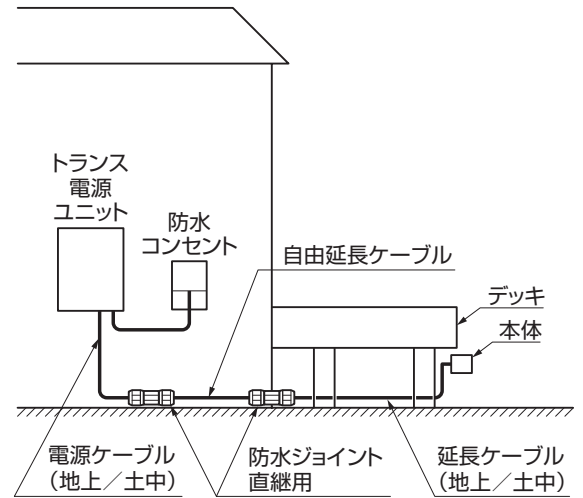 トランス
電源
ユニット
防水
コンセント
自由延長ケーブル
デッキ
本体
電源ケーブル
（地上／土中）
防水ジョイント
直継用
延長ケーブル
（地上／土中）